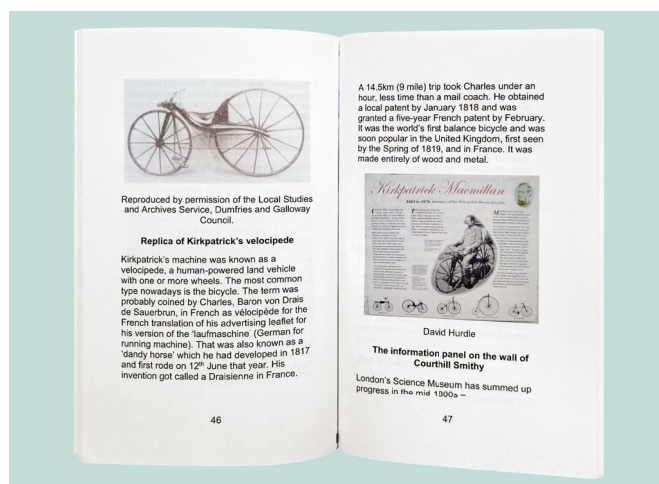 Reproduced by permission of the Local Studies
and Archives Service, Dumfries and Galloway
Council.
Replica of Kirkpatrick's velocipede
Kirkpatrick's machine was known as a
velocipede, a human-powered land vehicle
with one or more wheels. The most common
type nowadays is the bicycle. The term was
probably coined by Charles, Baron von Drais
de Sauerbrun, in French as vélocipède for the
French translation of his advertising leaflet for
his version of the 'laufmaschine' (German for
running machine). That was also known as a
'dandy horse' which he had developed in 1817
and first rode on 12th June that year. His
invention got called a Draisienne in France.
46
A 14.5km (9 mile) trip took Charles under an
hour, less time than a mail coach. He obtained
a local patent by January 1818 and was
granted a five-year French patent by February.
It was the world's first balance bicycle and was
soon popular in the United Kingdom, first seen
by the Spring of 1819, and in France. It was
made entirely of wood and metal.
Kirkpatrick Macmillan
David Hurdle
The information panel on the wall of
Courthill Smithy
London's Science Museum has summed up
progress in the mid 1900s –
47